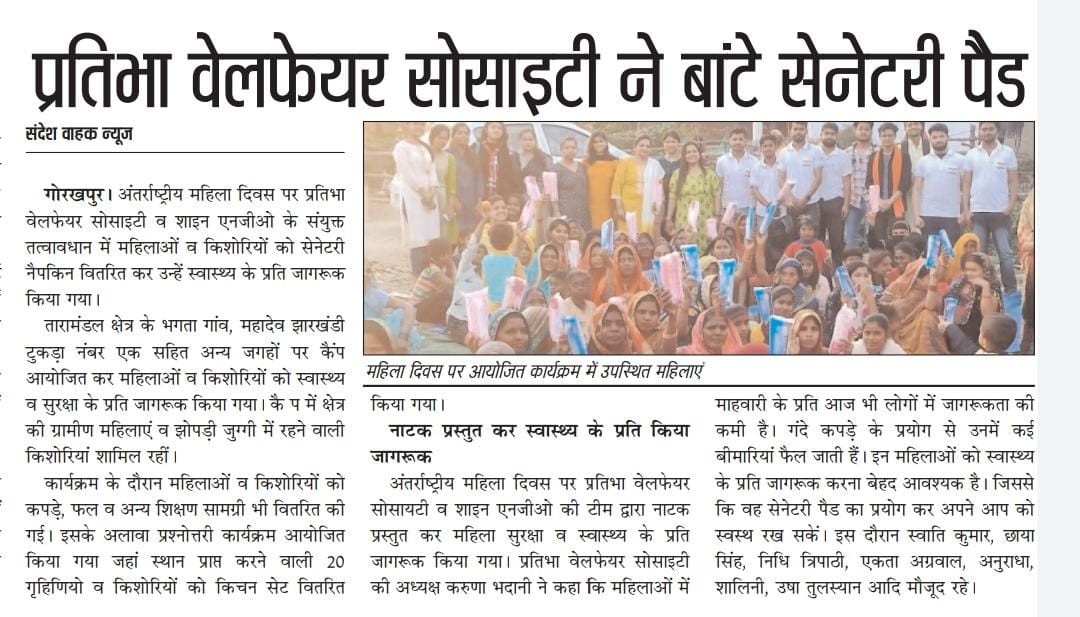 प्रतिभा वेलफेयर सोसाइटी ने बांटे सेनेटरी पैड
संदेश वाहक न्यूज
गोरखपुर। अंतर्राष्ट्रीय महिला दिवस पर प्रतिभा
वेलफेयर सोसाइटी व शाइन एनजीओ के संयुक्त
तत्वावधान में महिलाओं व किशोरियों को सेनेटरी
नैपकिन वितरित कर उन्हें स्वास्थ्य के प्रति जागरूक
किया गया।
तारामंडल क्षेत्र के भगता गांव, महादेव झारखंडी
टुकड़ा नंबर एक सहित अन्य जगहों पर कैंप
आयोजित कर महिलाओं व किशोरियों को स्वास्थ्य
व सुरक्षा के प्रति जागरूक किया गया। कै प में क्षेत्र
की ग्रामीण महिलाएं व झोपड़ी जुग्गी में रहने वाली
किशोरियां शामिल रहीं।
कार्यक्रम के दौरान महिलाओं व किशोरियों को
कपड़े, फल व अन्य शिक्षण सामग्री भी वितरित की
गई। इसके अलावा प्रश्नोत्तरी कार्यक्रम आयोजित
किया गया जहां स्थान प्राप्त करने वाली 20
गृहिणियो व किशोरियों को किचन सेट वितरित
महिला दिवस पर आयोजित कार्यक्रम में उपस्थित महिलाएं
किया गया।
नाटक प्रस्तुत कर स्वास्थ्य के प्रति किया
जागरूक
अंतर्राष्ट्रीय महिला दिवस पर प्रतिभा वेलफेयर
सोसायटी व शाइन एनजीओ की टीम द्वारा नाटक
प्रस्तुत कर महिला सुरक्षा व स्वास्थ्य के प्रति
जागरूक किया गया। प्रतिभा वेलफेयर सोसाइटी
की अध्यक्ष करुणा भदानी ने कहा कि महिलाओं में
माहवारी के प्रति आज भी लोगों में जागरूकता की
कमी है। गंदे कपड़े के प्रयोग से उनमें कई
बीमारियां फैल जाती हैं। इन महिलाओं को स्वास्थ्य
के प्रति जागरूक करना बेहद आवश्यक है। जिससे
कि वह सेनेटरी पैड का प्रयोग कर अपने आप को
स्वस्थ रख सकें। इस दौरान स्वाति कुमार, छाया
सिंह, निधि त्रिपाठी, एकता अग्रवाल, अनुराधा,
शालिनी, उषा तुलस्यान आदि मौजूद रहे।